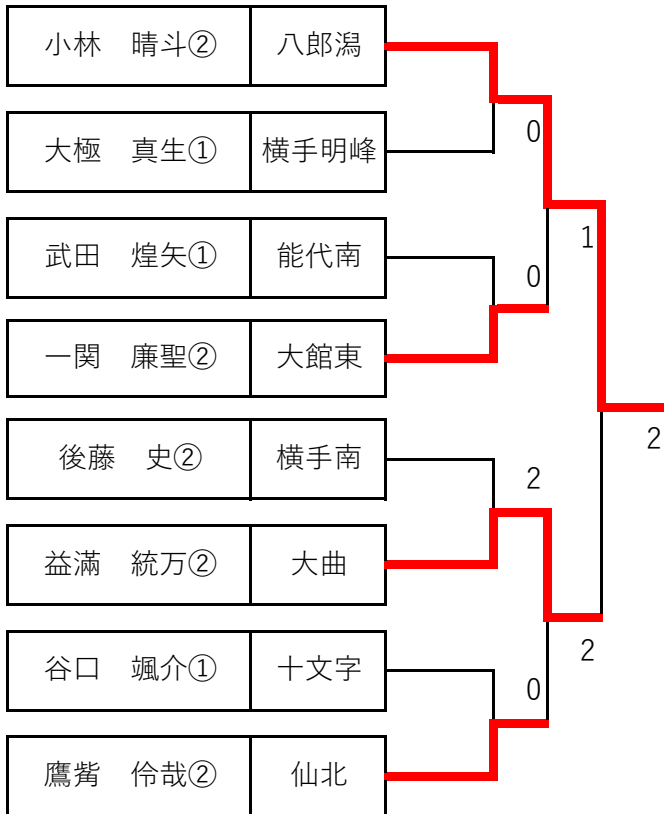 小林　晴斗② 八郎潟
0
大極　真生① 横手明峰
1
武田　煌矢① 能代南
0
一関　廉聖② 大館東
2
後藤　史② 横手南
2
益満　統万② 大曲
2
谷口　颯介① 十文字
0
鷹觜　伶哉② 仙北